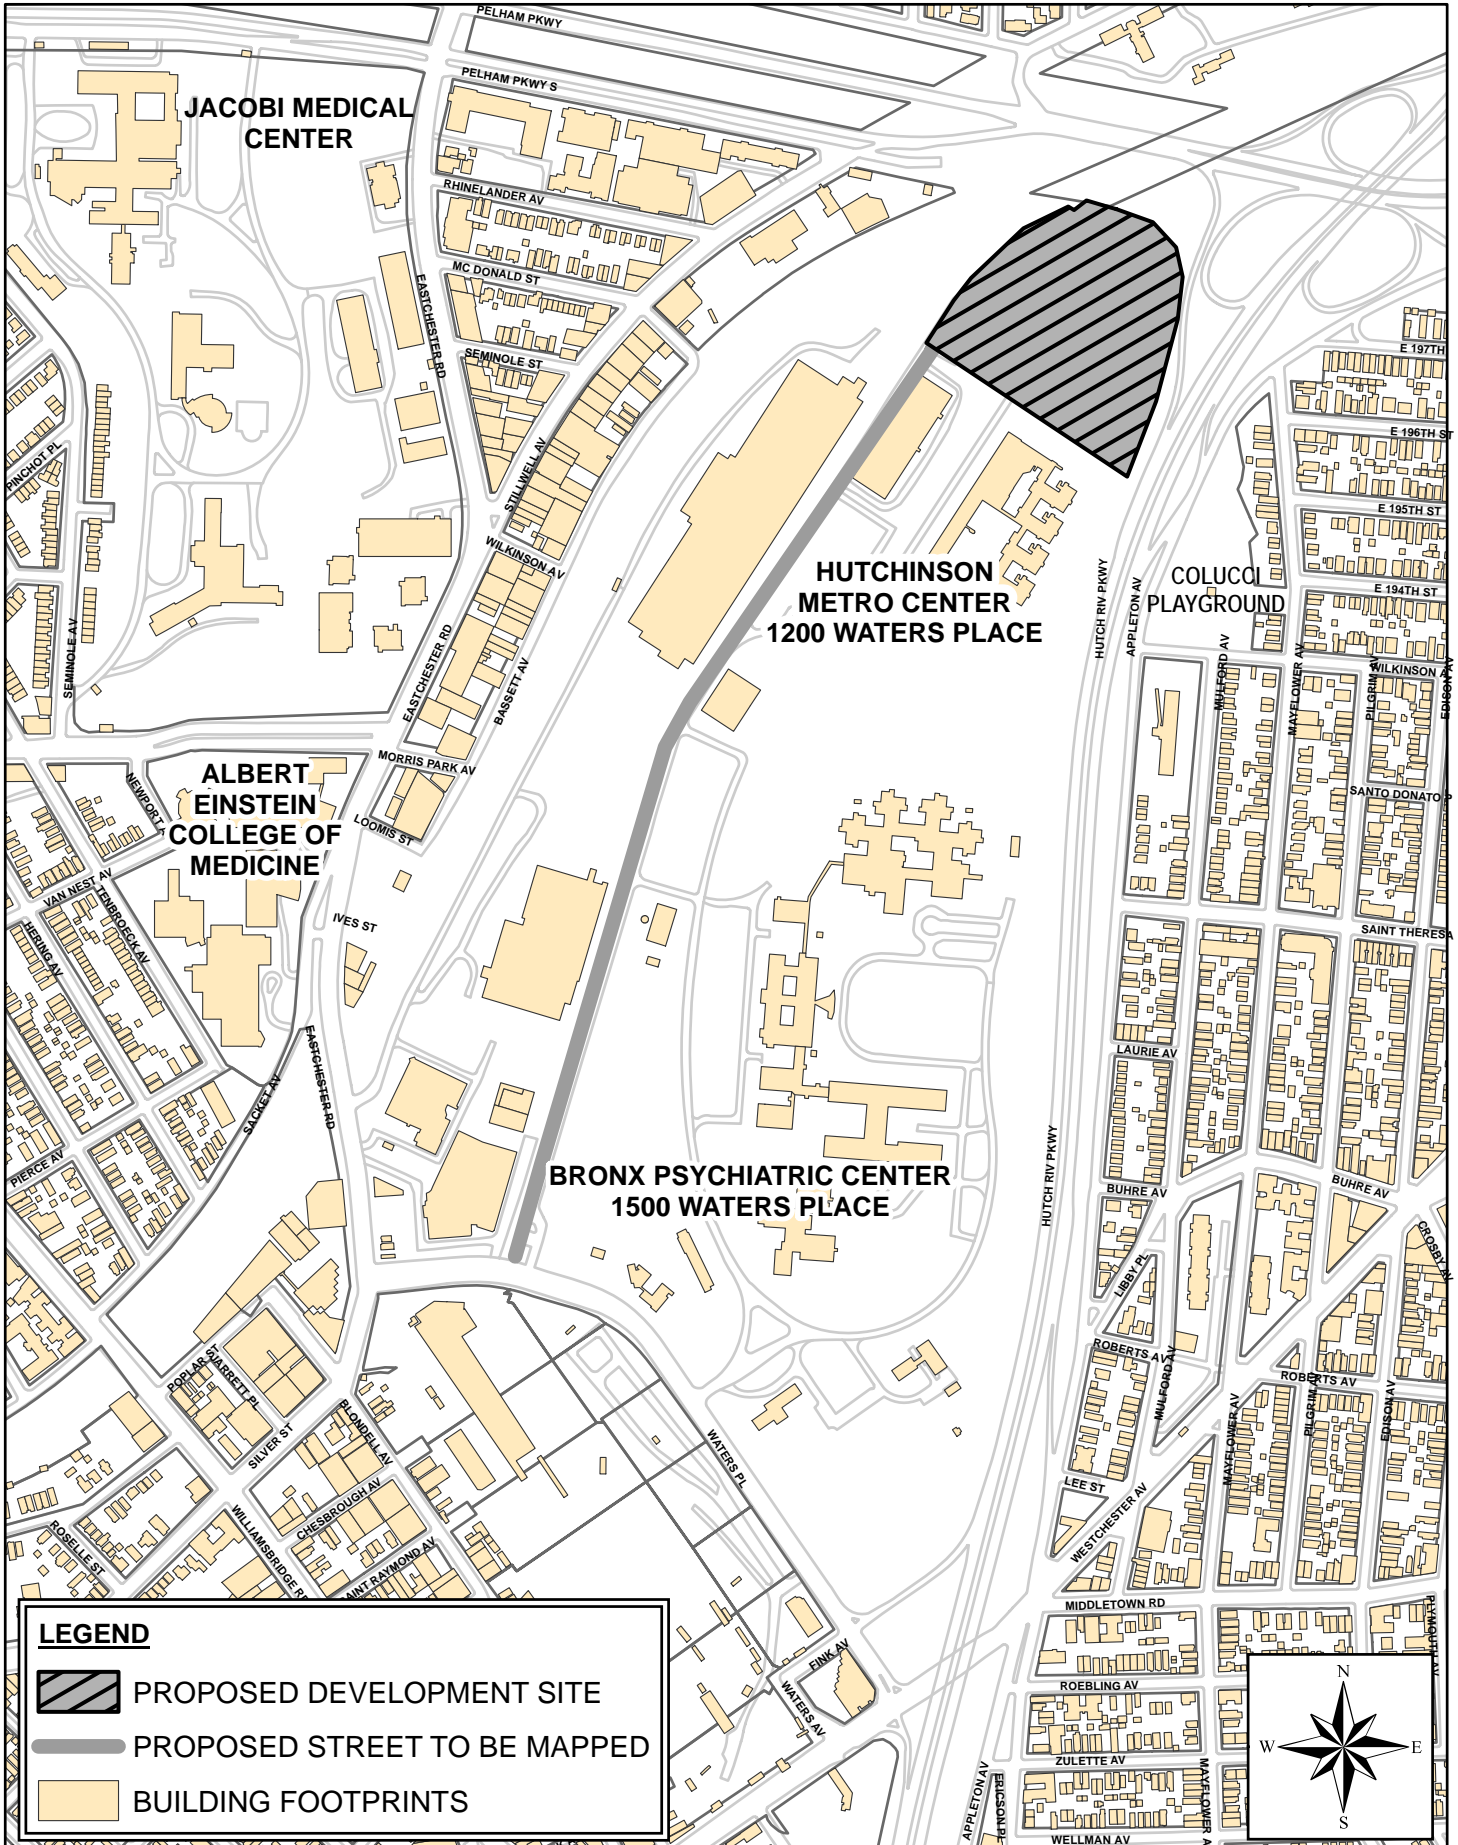 PELHAM PKWY
PELHAM PKWY S
JACOBI MEDICAL
CENTER
RHINELANDER AV
MC DONALD ST
EASTCHESTER RD
SEMINOLE ST
STILLWELL AV
PINCHOT PL
WILKINSON AV
SEMINOLE AV
EASTCHESTER RD
BASSETT AV
HUTCHINSON
METRO CENTER
1200 WATERS PLACE
E 197TH
E 196TH ST
E 195TH ST
E 194TH ST
COLUCCI
PLAYGROUND
HUTCH RIV PKWY
APPLETON AV
MULFORD AV
MAYFLOWER AV
PILGRIM AV
WILKINSON A
EDISON AV
MORRIS PARK AV
ALBERT
EINSTEIN
COLLEGE OF
MEDICINE
NEWPORT
LOOMIS ST
SANTO DONATO
VAN NEST AV
TENBROECK AV
HERING AV
IVES ST
SAINT THERESA
EASTCHESTER RD
SACKET AV
PIERCE AV
LAURIE AV
HUTCH RIV PKWY
BRONX PSYCHIATRIC CENTER
1500 WATERS PLACE
BUHRE AV
BUHRE AV
CROSBY AV
LIBBY PL
ROBERTS AV
MULFORD AV
ROBERTS AV
MAYFLOWER AV
PILGRIM AV
EDISON AV
POPLAR ST
JARRETT PL
SILVER ST
BLONDELL AV
WATERS PL
CHESBROUGH AV
ROSELLE ST
WILLIAMSBRIDGE RD
SAINT RAYMOND AV
LEE ST
WESTCHESTER AV
MIDDLETOWN RD
PLYMOUTH AV
FINK AV
WATERS AV
ROEBLING AV
ZULETTE AV
APPLETON AV
ERICSON PL
MAYFLOWER A
WELLMAN AV
LEGEND
PROPOSED DEVELOPMENT SITE
PROPOSED STREET TO BE MAPPED
BUILDING FOOTPRINTS
N
W
E
S